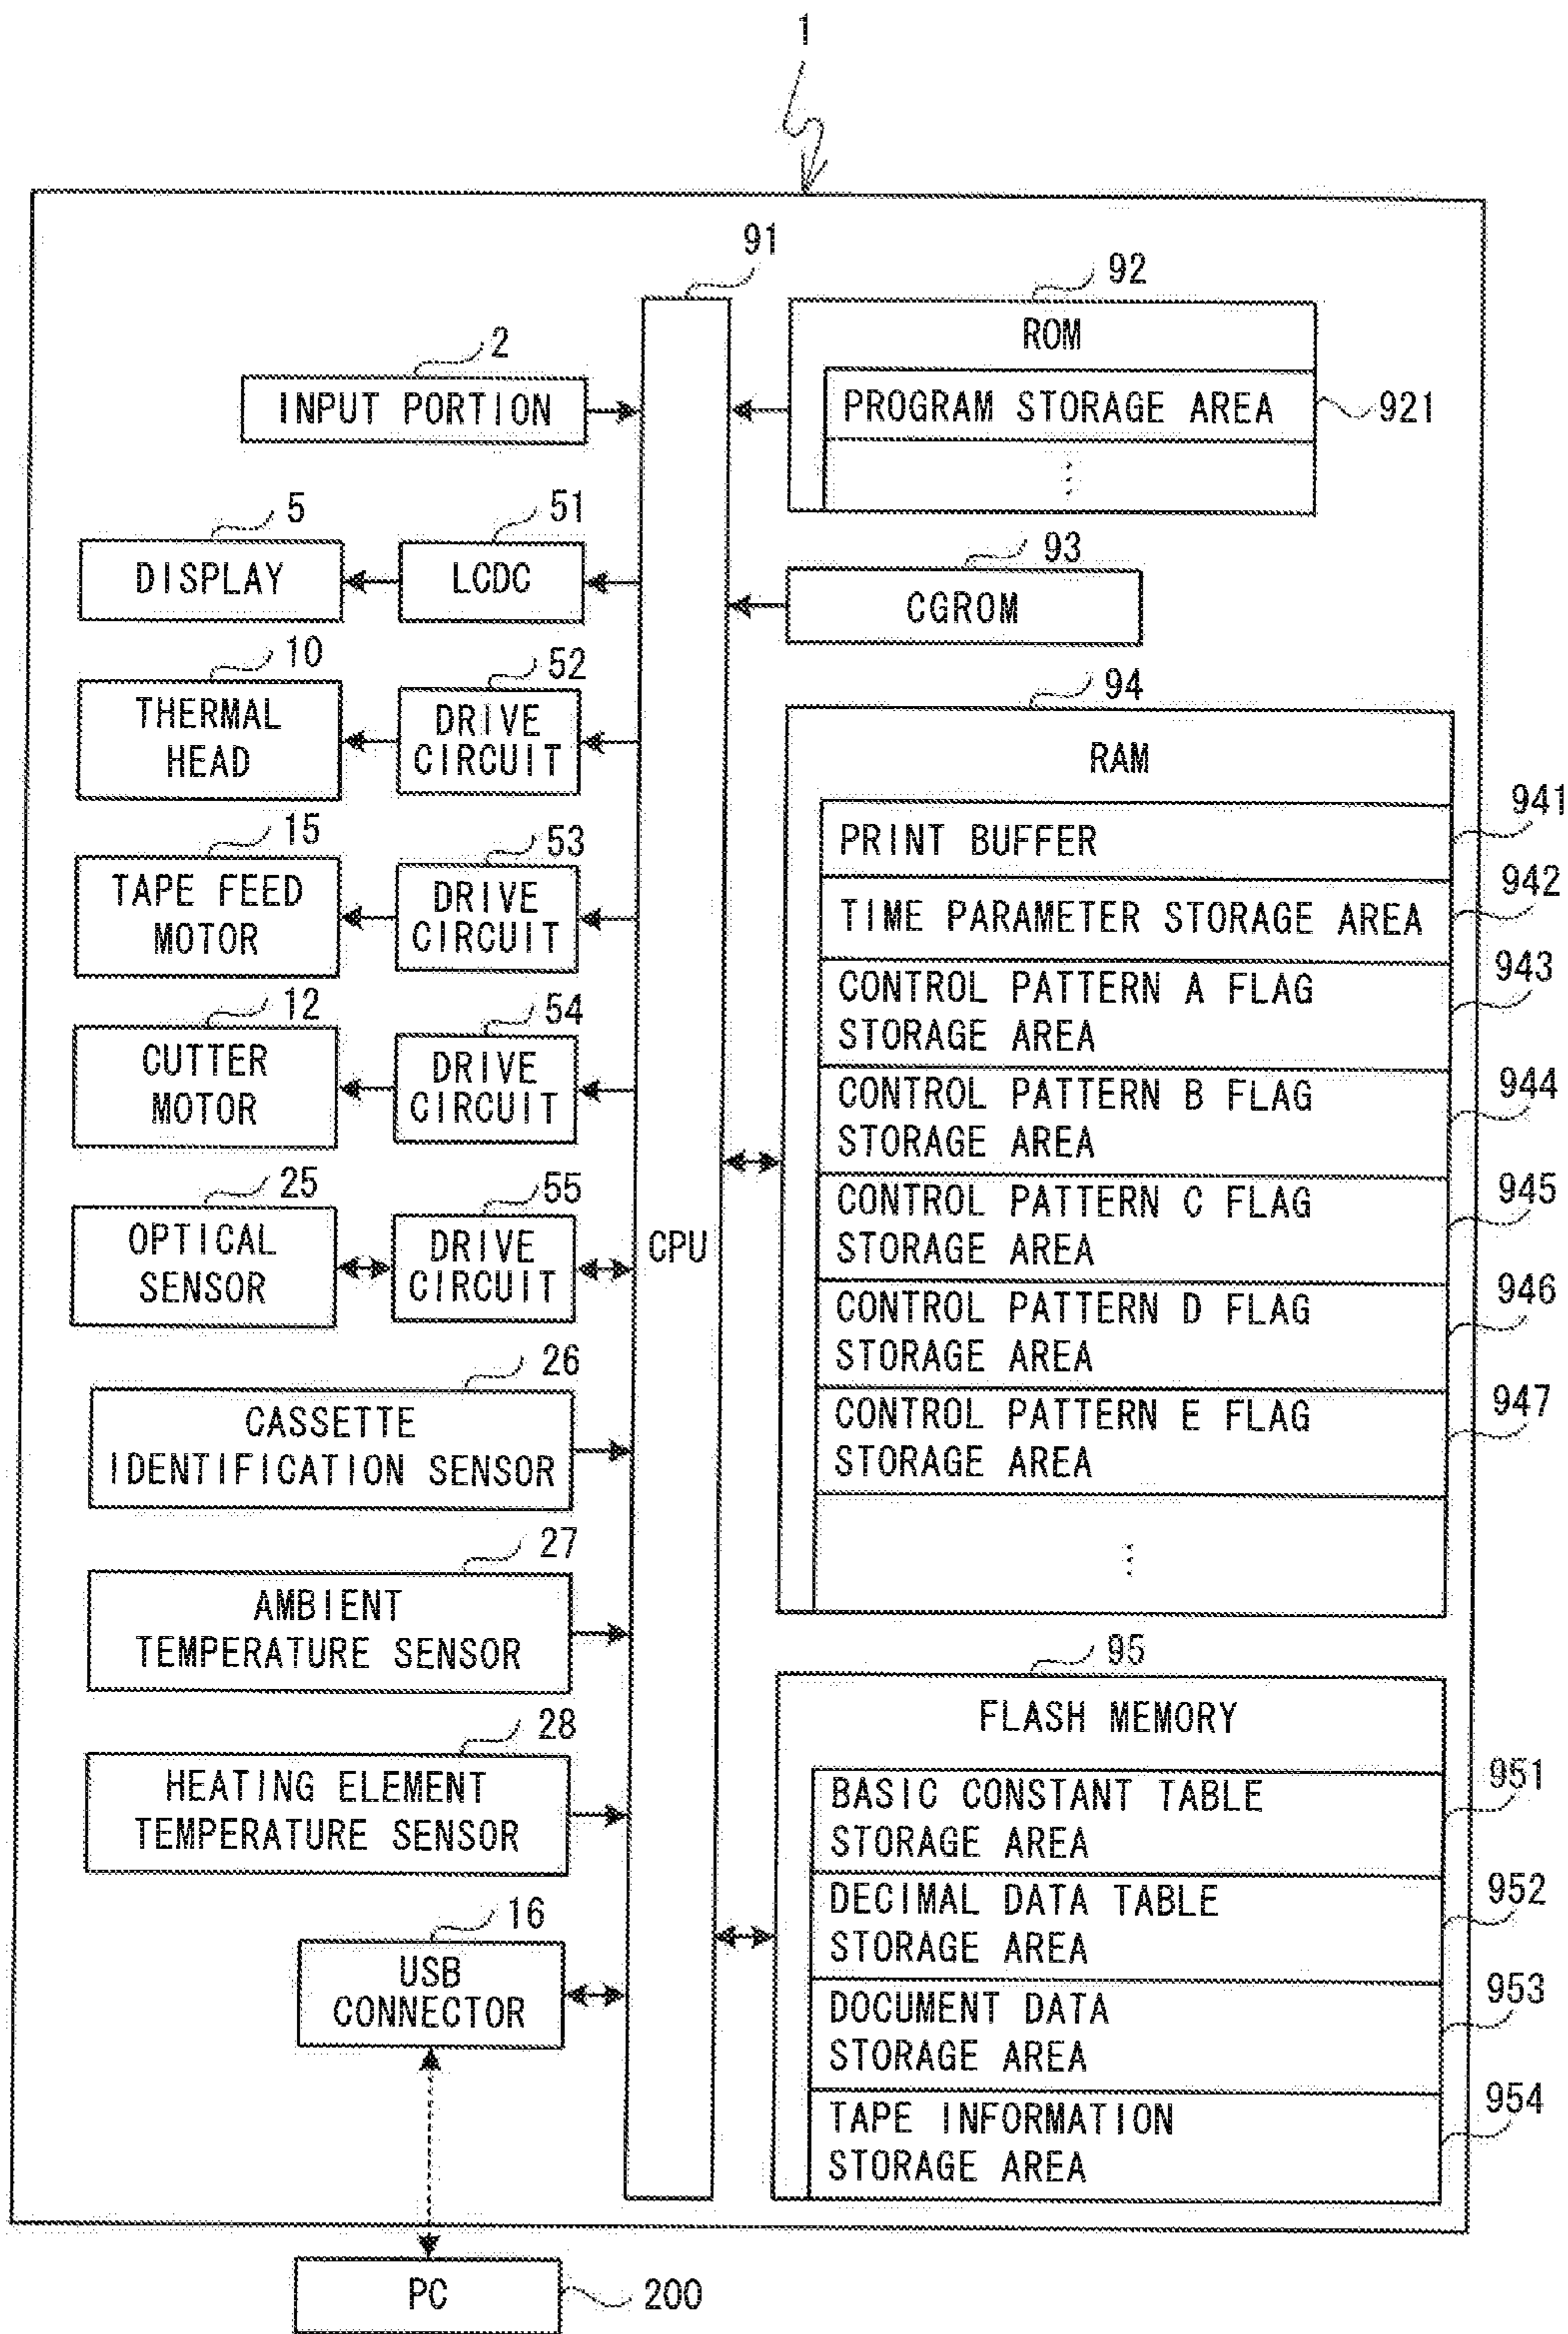 1
91
2
INPUT PORTION
5
DISPLAY
51
LCDC
10
THERMAL
HEAD
52
DRIVE
CIRCUIT
15
TAPE FEED
MOTOR
53
DRIVE
CIRCUIT
12
CUTTER
MOTOR
54
DRIVE
CIRCUIT
25
OPTICAL
SENSOR
55
DRIVE
CIRCUIT
CPU
26
CASSETTE
IDENTIFICATION SENSOR
27
AMBIENT
TEMPERATURE SENSOR
28
HEATING ELEMENT
TEMPERATURE SENSOR
16
USB
CONNECTOR
PC
200
92
ROM
PROGRAM STORAGE AREA
921
⋮
93
CGROM
94
RAM
PRINT BUFFER
941
TIME PARAMETER STORAGE AREA
942
CONTROL PATTERN A FLAG
STORAGE AREA
943
CONTROL PATTERN B FLAG
STORAGE AREA
944
CONTROL PATTERN C FLAG
STORAGE AREA
945
CONTROL PATTERN D FLAG
STORAGE AREA
946
CONTROL PATTERN E FLAG
STORAGE AREA
947
⋮
95
FLASH MEMORY
BASIC CONSTANT TABLE
STORAGE AREA
951
DECIMAL DATA TABLE
STORAGE AREA
952
DOCUMENT DATA
STORAGE AREA
953
TAPE INFORMATION
STORAGE AREA
954